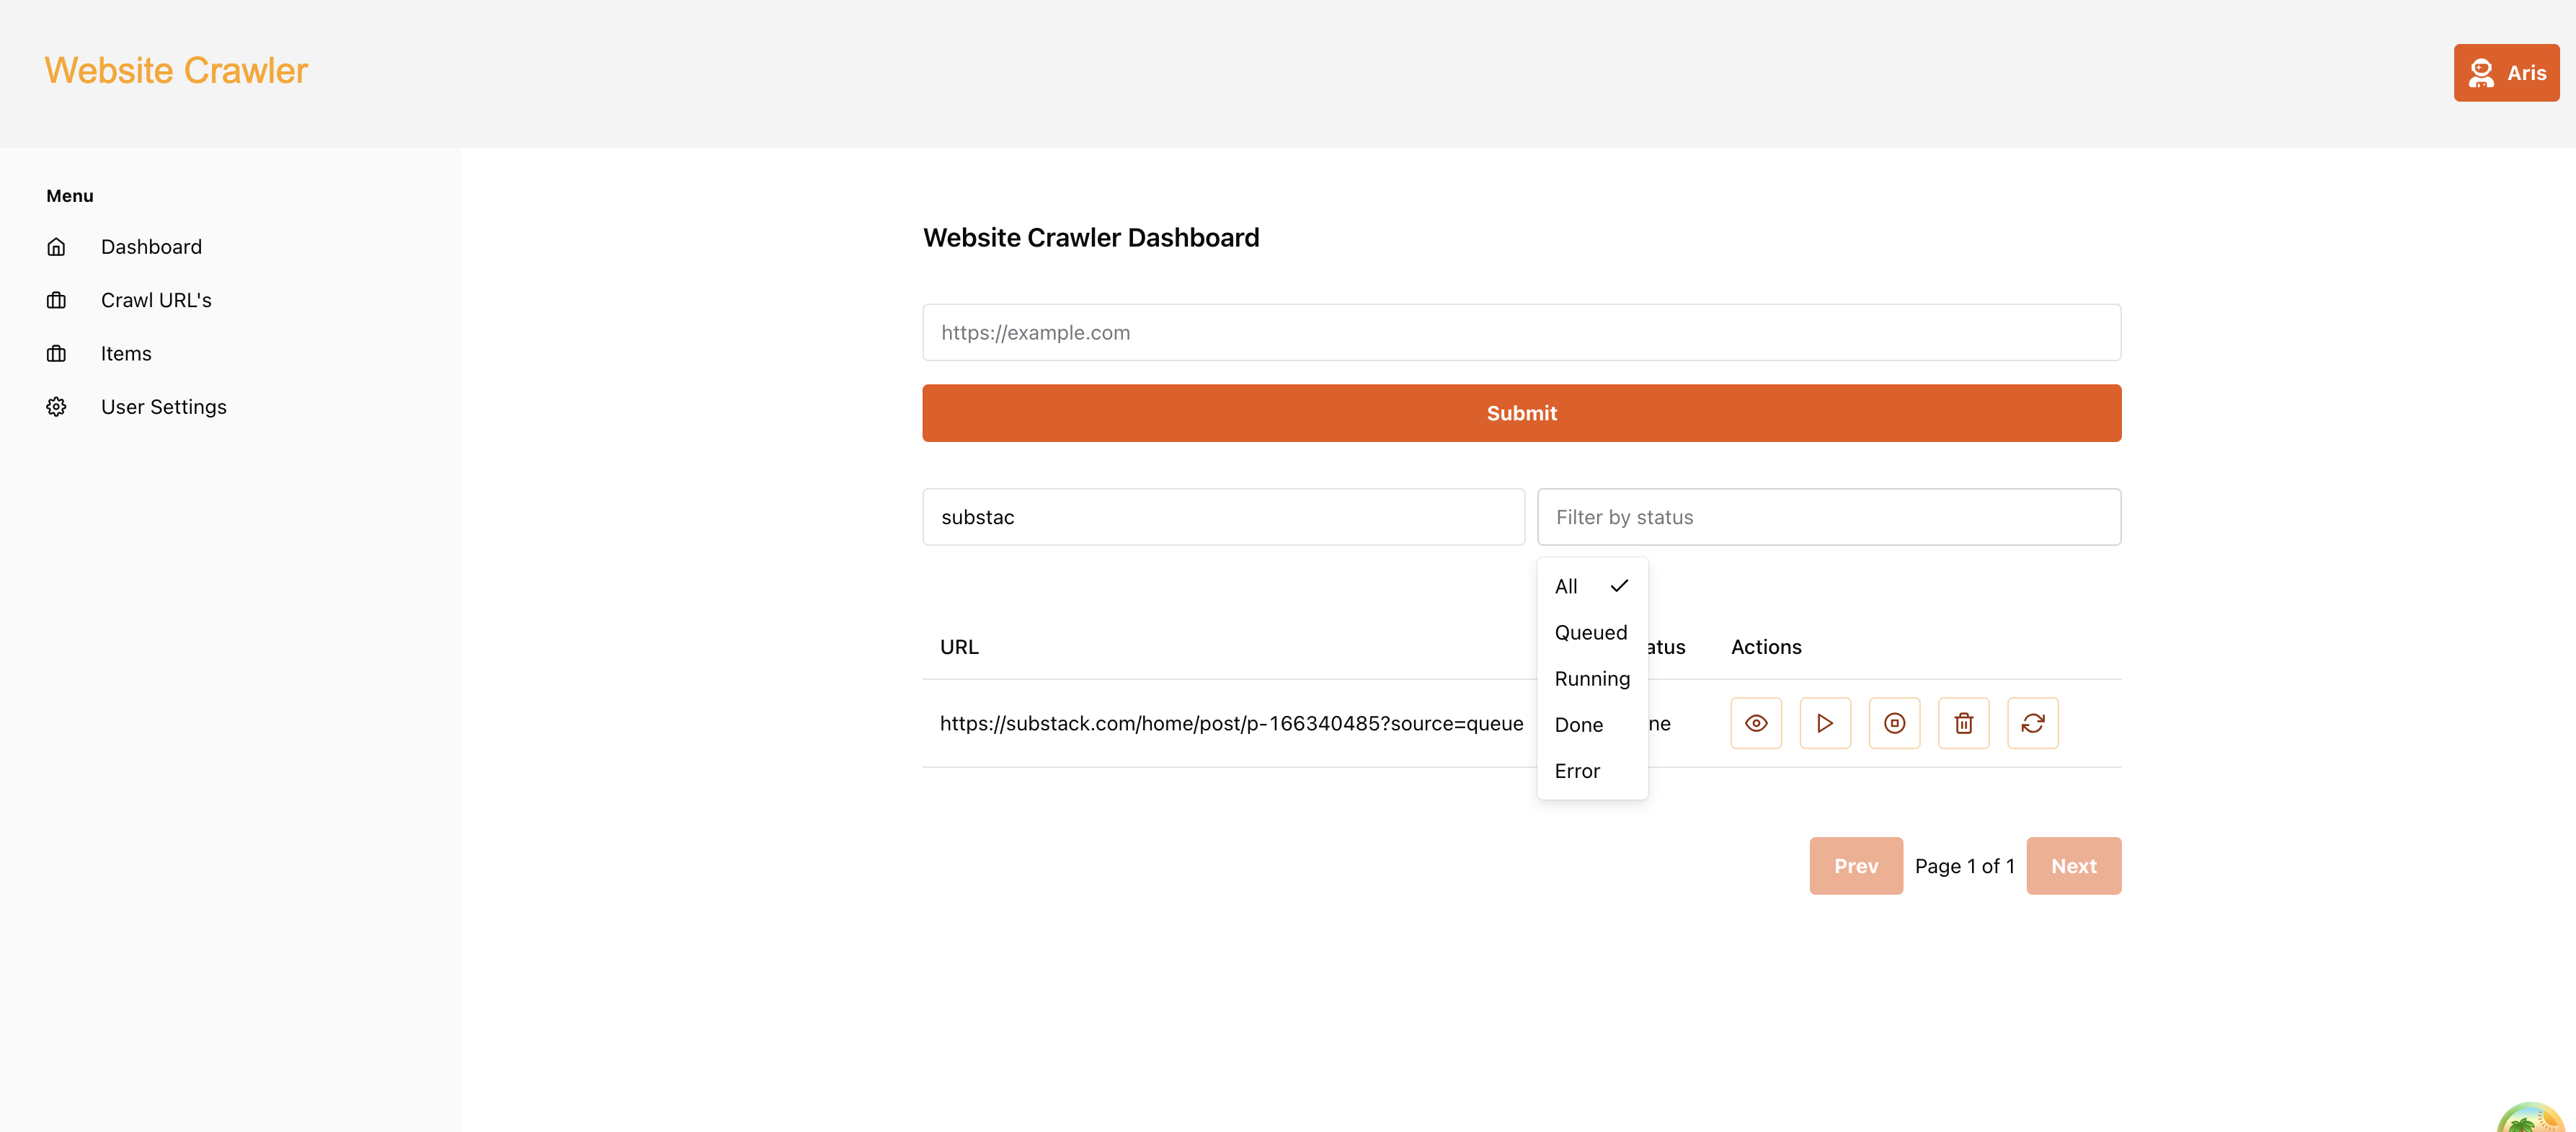 Website Crawler
Aris
Menu
Dashboard
Crawl URL's
Items
User Settings
Website Crawler Dashboard
https://example.com
Submit
substac
Filter by status
All
Queued
Running
Done
Error
URL
atus
Actions
https://substack.com/home/post/p-166340485?source=queue
ne
Prev
Page 1 of 1
Next